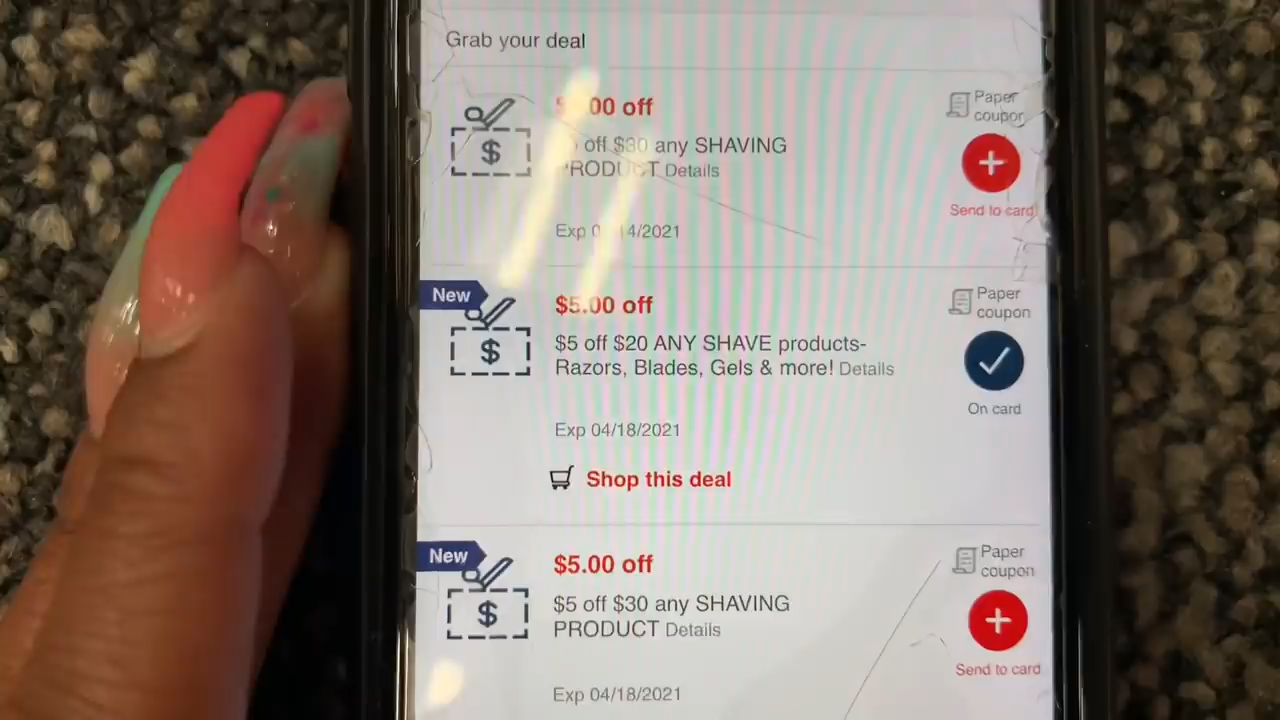 Grab your deal
00 off
off $30 any SHAVING
PRODUCT Details
Paper
coupon
Send to card
Exp 14/2021
New
$5.00 off
$5 off $20 ANY SHAVE products-
Razors, Blades, Gels & more! Details
Paper
coupon
On card
Exp 04/18/2021
Shop this deal
New
$5.00 off
$5 off $30 any SHAVING
PRODUCT Details
Paper
coupon
Send to card
Exp 04/18/2021